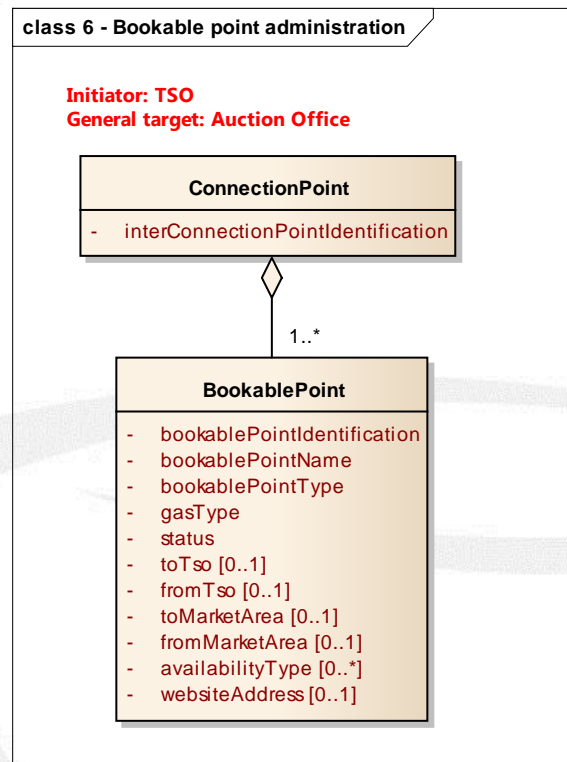 class 6 - Bookable point administration
Initiator: TSO
General target: Auction Office
ConnectionPoint
- interConnectionPointIdentification
1..*
BookablePoint
- bookablePointIdentification
- bookablePointName
- bookablePointType
- gasType
- status
- toTso [0..1]
- fromTso [0..1]
- toMarketArea [0..1]
- fromMarketArea [0..1]
- availabilityType [0..*]
- websiteAddress [0..1]